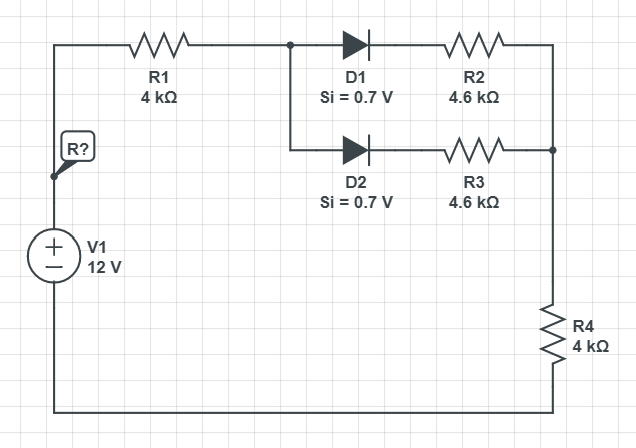 R1
4 kΩ
D1
Si = 0.7 V
R2
4.6 kΩ
R?
D2
Si = 0.7 V
R3
4.6 kΩ
+
−
V1
12 V
R4
4 kΩ